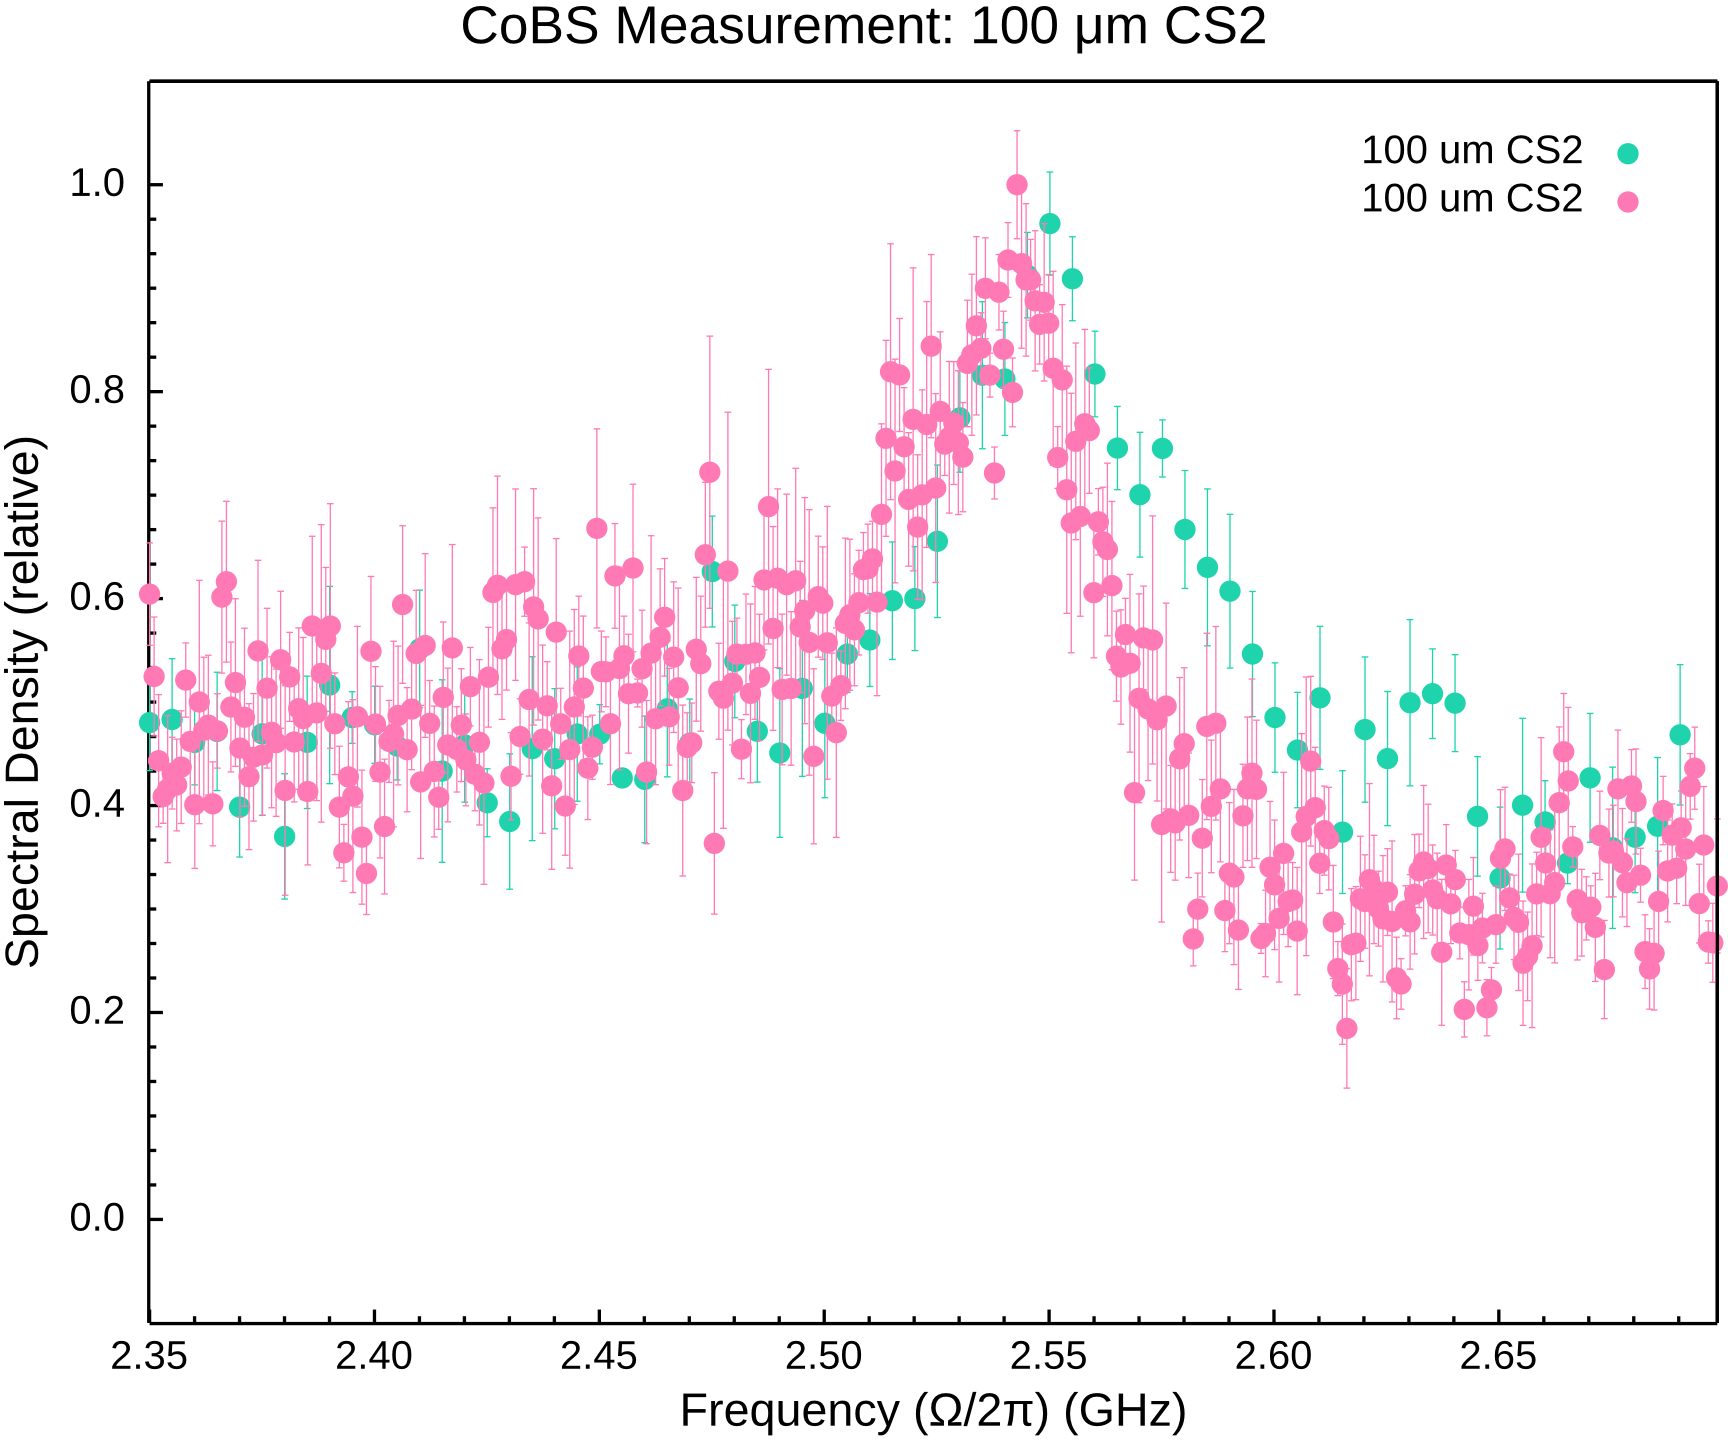 CoBS Measurement: 100 μm CS2
100 um CS2
100 um CS2
1.0
0.8
0.6
0.4
0.2
0.0
Spectral Density (relative)
2.35 2.40 2.45 2.50 2.55 2.60 2.65
Frequency (Ω/2π) (GHz)